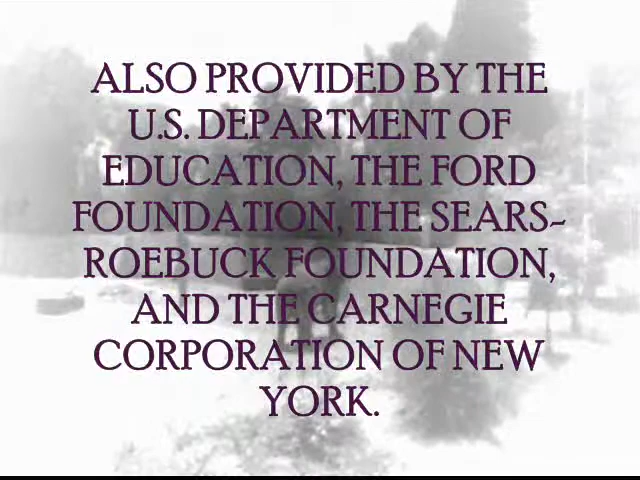 ALSO PROVIDED BY THE
U.S. DEPARTMENT OF
EDUCATION, THE FORD
FOUNDATION, THE SEARS-
ROEBUCK FOUNDATION,
AND THE CARNEGIE
CORPORATION OF NEW
YORK.